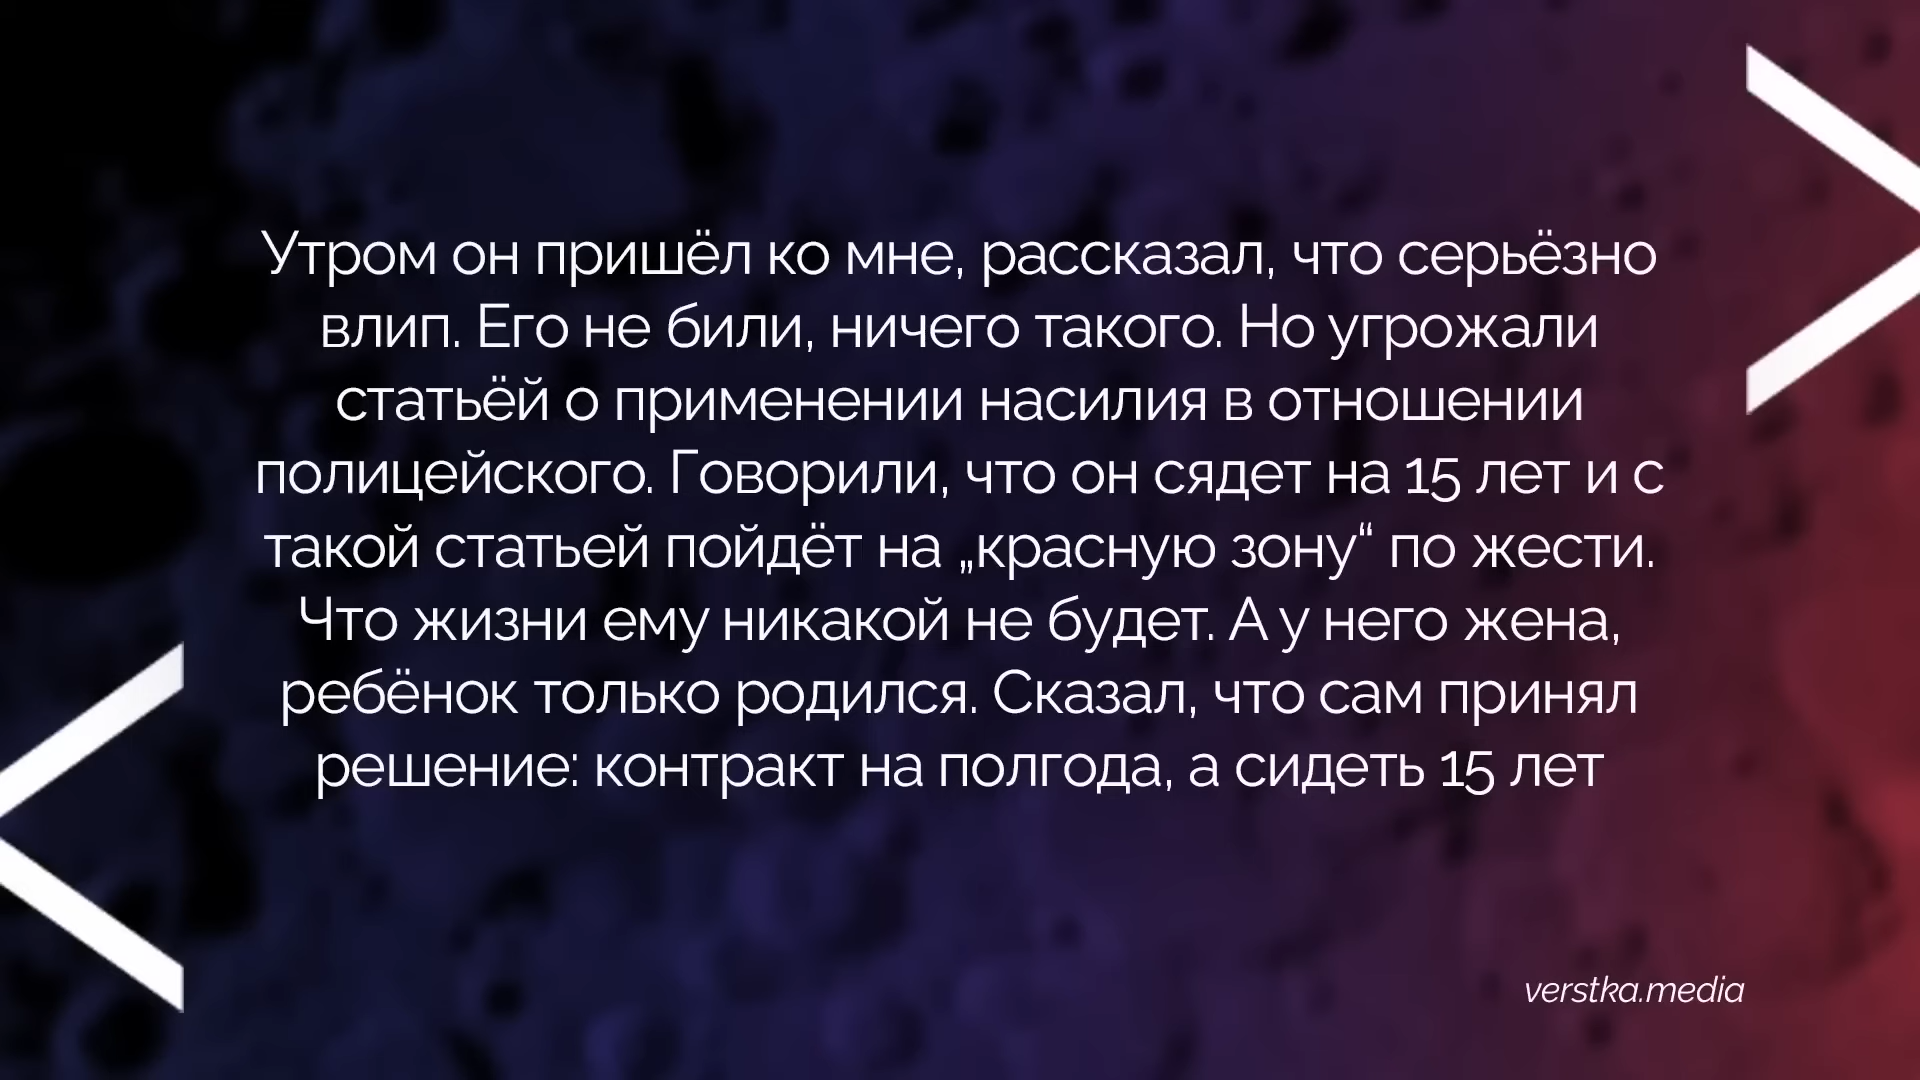 Утром он пришёл ко мне, рассказал, что серьёзно
влип. Его не били, ничего такого. Но угрожали
статьёй о применении насилия в отношении
полицейского. Говорили, что он сядет на 15 лет и с
такой статьей пойдёт на „красную зону“ по жести.
Что жизни ему никакой не будет. А у него жена,
ребёнок только родился. Сказал, что сам принял
решение: контракт на полгода, а сидеть 15 лет
verstka.media